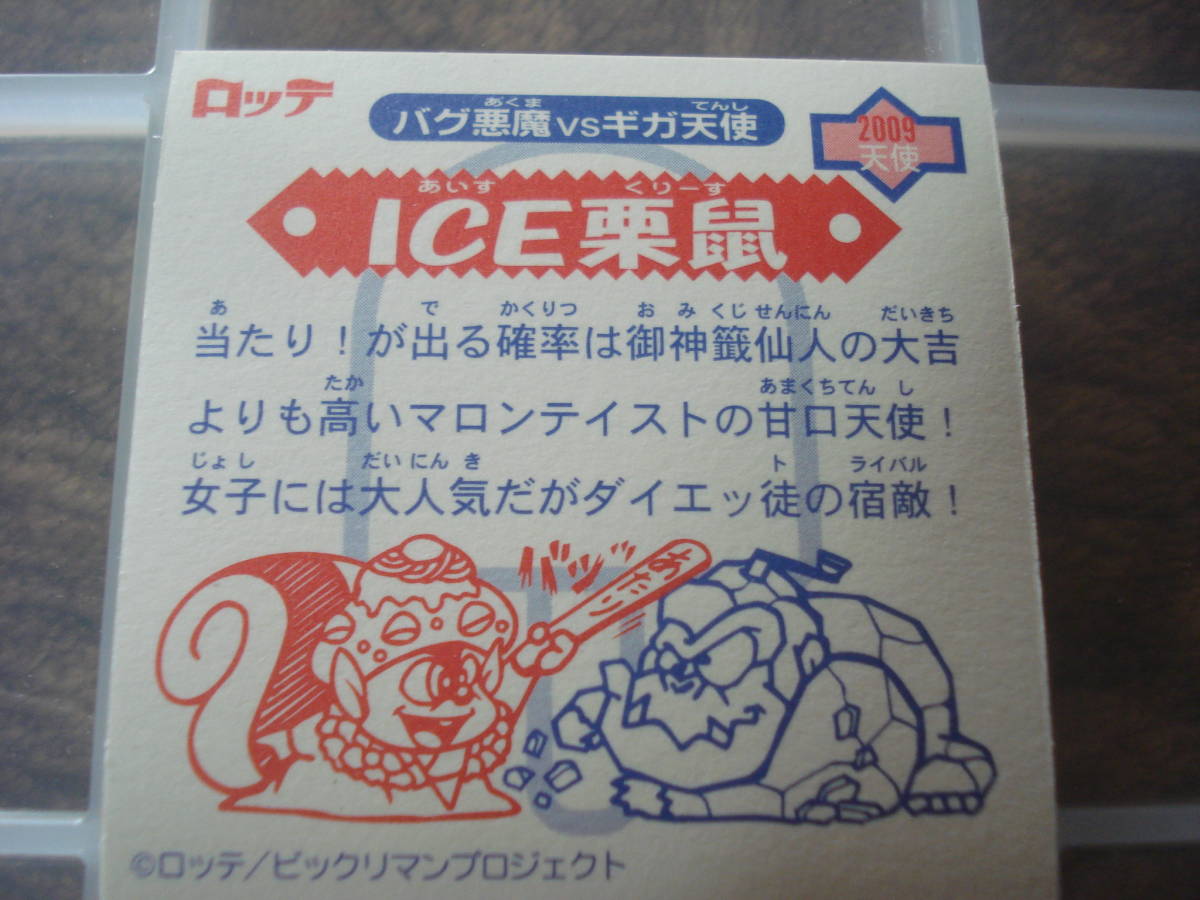 ロッテ
バグ悪魔vsギガ天使
あくま てんし
2009
天使
あいす くりーす
ICE栗鼠
あ で かくりつ おみくじせんにん だいきち
当たり！が出る確率は御神籤仙人の大吉
たか あまくちてんし
よりも高いマロンテイストの甘口天使！
じょし だいにんき ト ライバル
女子には大人気だがダイエッ徒の宿敵！
バッ
あたり
©ロッテ/ビックリマンプロジェクト